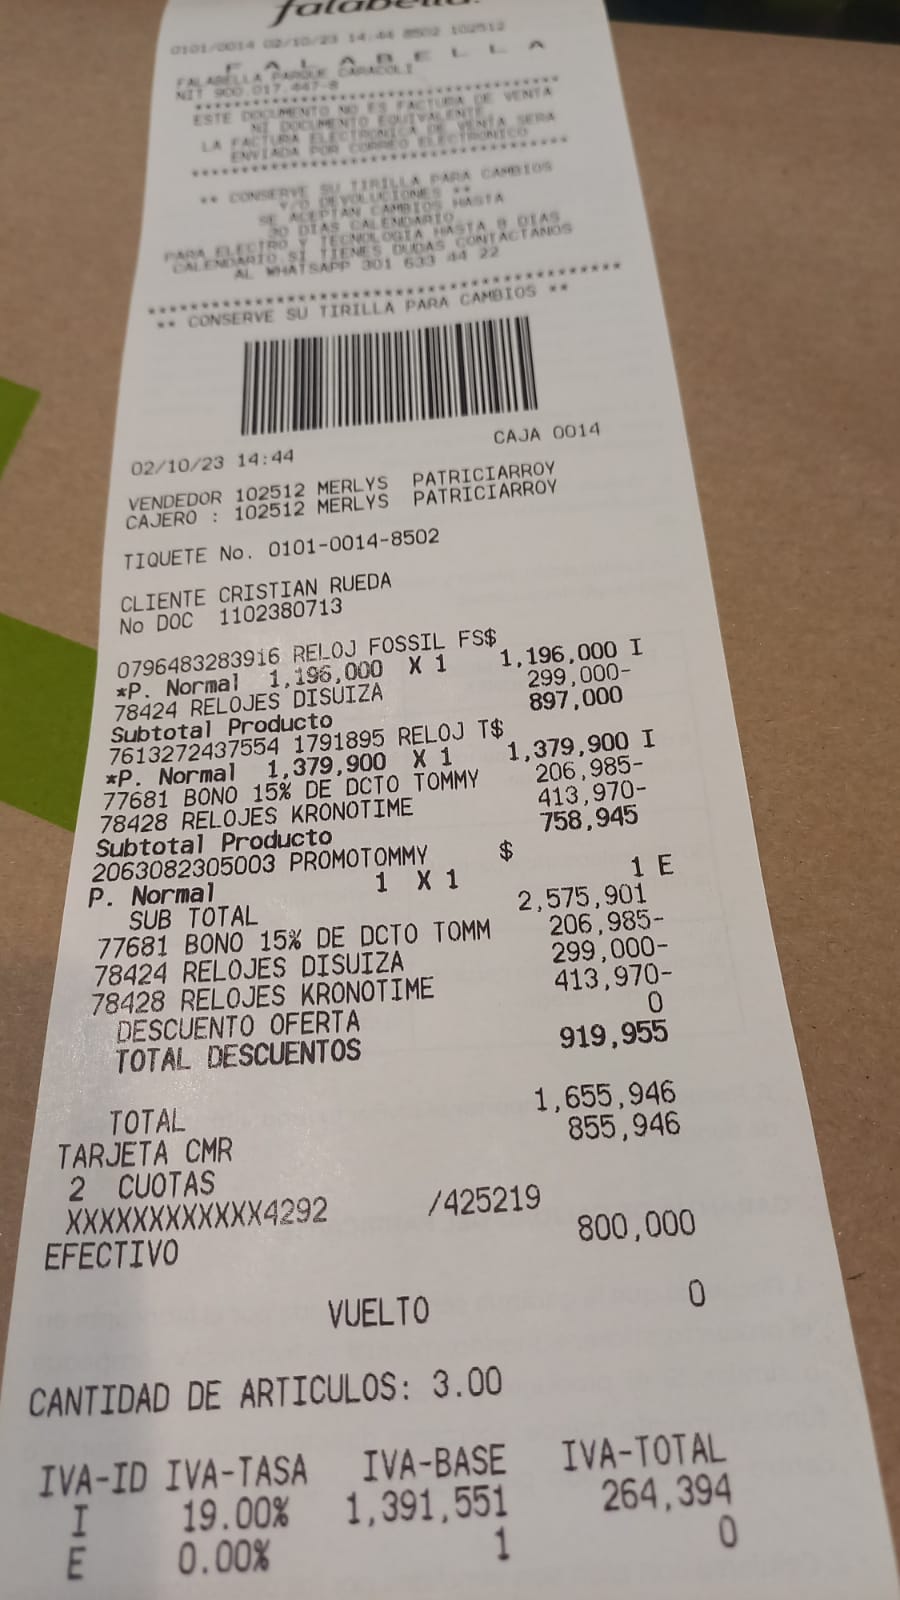 falabella.
0101/0014 02/10/23 14:44 8502 102512
F A L A B E L L A
FALABELLA PARQUE CARACOLI
NIT 900.017.447-8
************************************
ESTE DOCUMENTO NO ES FACTURA DE VENTA
NI DOCUMENTO EQUIVALENTE
LA FACTURA ELECTRONICA DE VENTA SERA
ENVIADA POR CORREO ELECTRONICO
************************************
** CONSERVE SU TIRILLA PARA CAMBIOS
Y/O DEVOLUCIONES **
SE ACEPTAN CAMBIOS HASTA
30 DIAS CALENDARIO
PARA ELECTRO Y TECNOLOGIA HASTA 8 DIAS
CALENDARIO.SI TIENES DUDAS CONTACTANOS
AL WHATSAPP 301 633 44 22
****************************************
** CONSERVE SU TIRILLA PARA CAMBIOS **
02/10/23 14:44 CAJA 0014
VENDEDOR 102512 MERLYS PATRICIARROY
CAJERO : 102512 MERLYS PATRICIARROY
TIQUETE No. 0101-0014-8502
CLIENTE CRISTIAN RUEDA
No DOC 1102380713
0796483283916 RELOJ FOSSIL FS$
*P. Normal 1,196,000 X 1 1,196,000 I
78424 RELOJES DISUIZA 299,000-
Subtotal Producto 897,000
7613272437554 1791895 RELOJ T$
*P. Normal 1,379,900 X 1 1,379,900 I
77681 BONO 15% DE DCTO TOMMY 206,985-
78428 RELOJES KRONOTIME 413,970-
Subtotal Producto 758,945
2063082305003 PROMOTOMMY $
P. Normal 1 X 1 1 E
SUB TOTAL 2,575,901
77681 BONO 15% DE DCTO TOMM 206,985-
78424 RELOJES DISUIZA 299,000-
78428 RELOJES KRONOTIME 413,970-
DESCUENTO OFERTA 0
TOTAL DESCUENTOS 919,955
TOTAL 1,655,946
TARJETA CMR 855,946
2 CUOTAS
XXXXXXXXXXXX4292 /425219
EFECTIVO 800,000
VUELTO 0
CANTIDAD DE ARTICULOS: 3.00
IVA-ID IVA-TASA IVA-BASE IVA-TOTAL
I 19.00% 1,391,551 264,394
E 0.00% 1 0